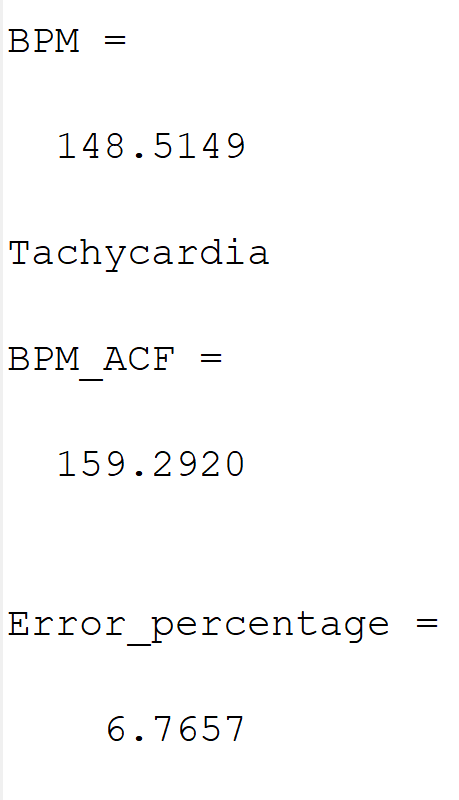 BPM =
148.5149
Tachycardia
BPM_ACF =
159.2920
Error_percentage =
6.7657